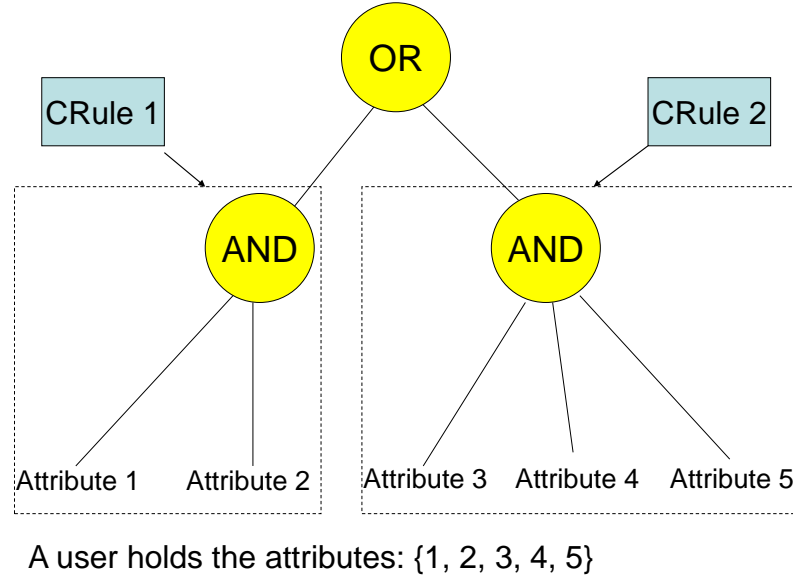 OR
CRule 1
CRule 2
AND
AND
Attribute 1
Attribute 2
Attribute 3
Attribute 4
Attribute 5
A user holds the attributes: {1, 2, 3, 4, 5}